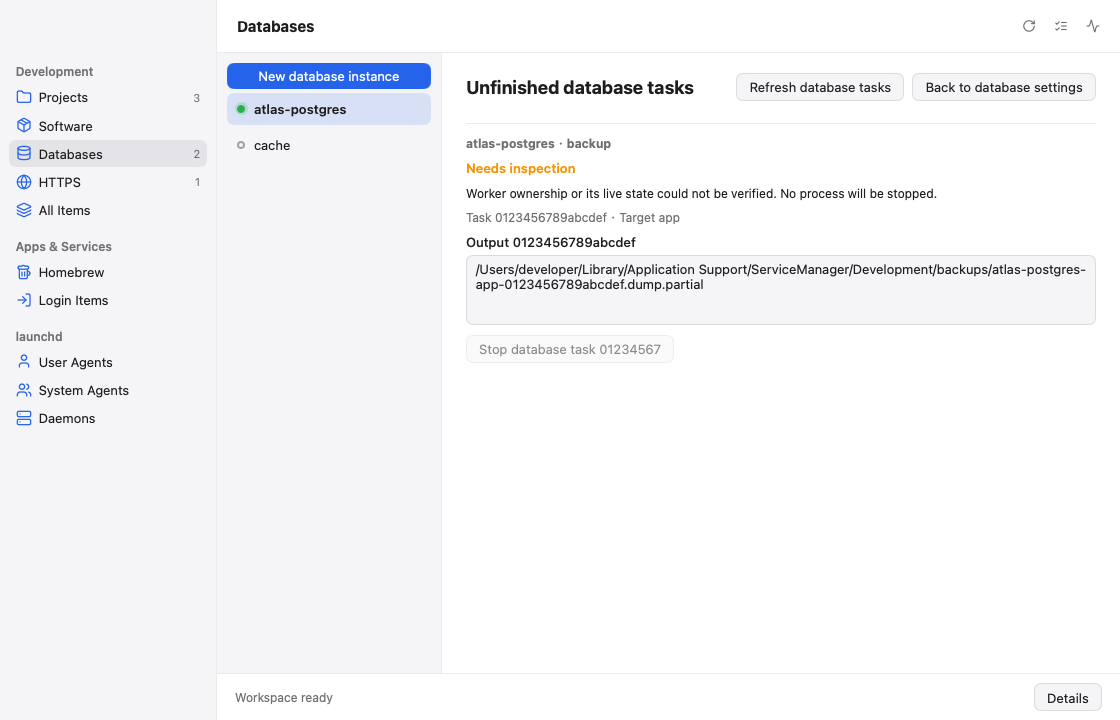 Databases
Development
Projects 3
Software
Databases 2
HTTPS 1
All Items
Apps & Services
Homebrew
Login Items
launchd
User Agents
System Agents
Daemons
New database instance
atlas-postgres
cache
Unfinished database tasks
Refresh database tasks
Back to database settings
atlas-postgres · backup
Needs inspection
Worker ownership or its live state could not be verified. No process will be stopped.
Task 0123456789abcdef · Target app
Output 0123456789abcdef
/Users/developer/Library/Application Support/ServiceManager/Development/backups/atlas-postgres-
app-0123456789abcdef.dump.partial
Stop database task 01234567
Workspace ready
Details